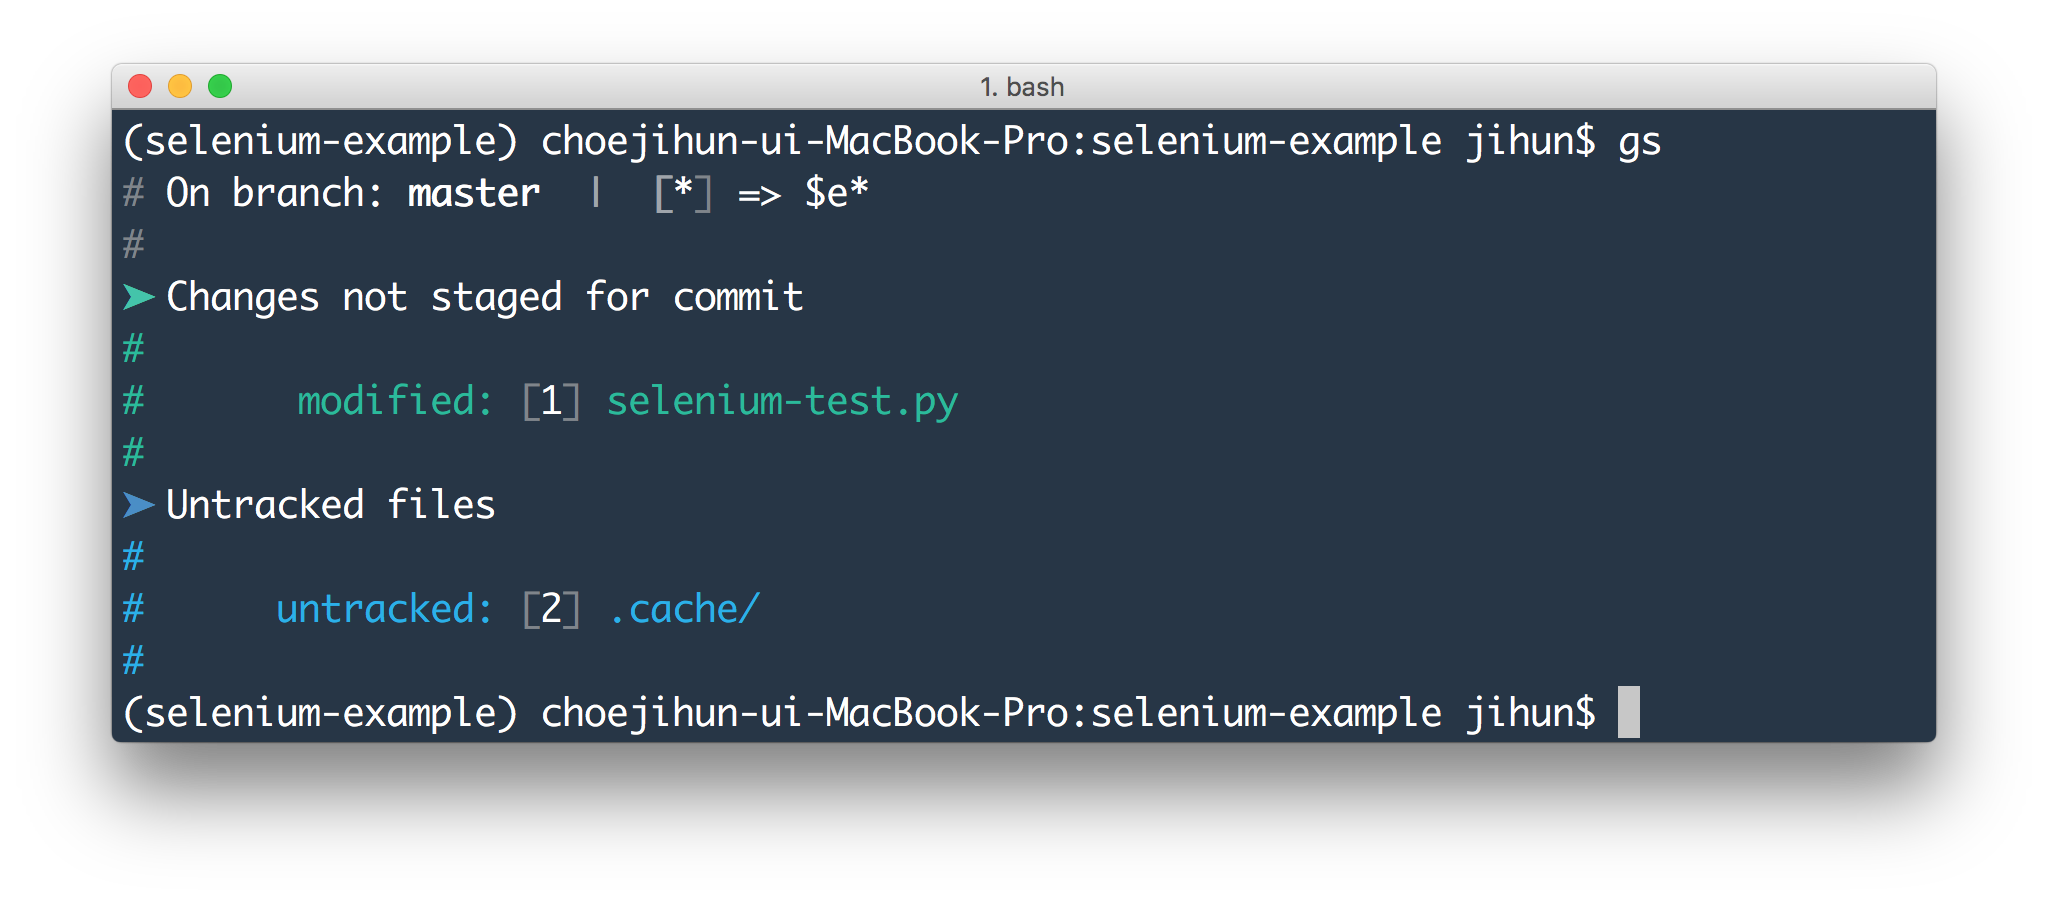 1. bash
(selenium-example) choejihun-ui-MacBook-Pro:selenium-example jihun$ gs
# On branch: master  |  [*] => $e*
#
➤ Changes not staged for commit
#
#       modified: [1] selenium-test.py
#
➤ Untracked files
#
#      untracked: [2] .cache/
#
(selenium-example) choejihun-ui-MacBook-Pro:selenium-example jihun$